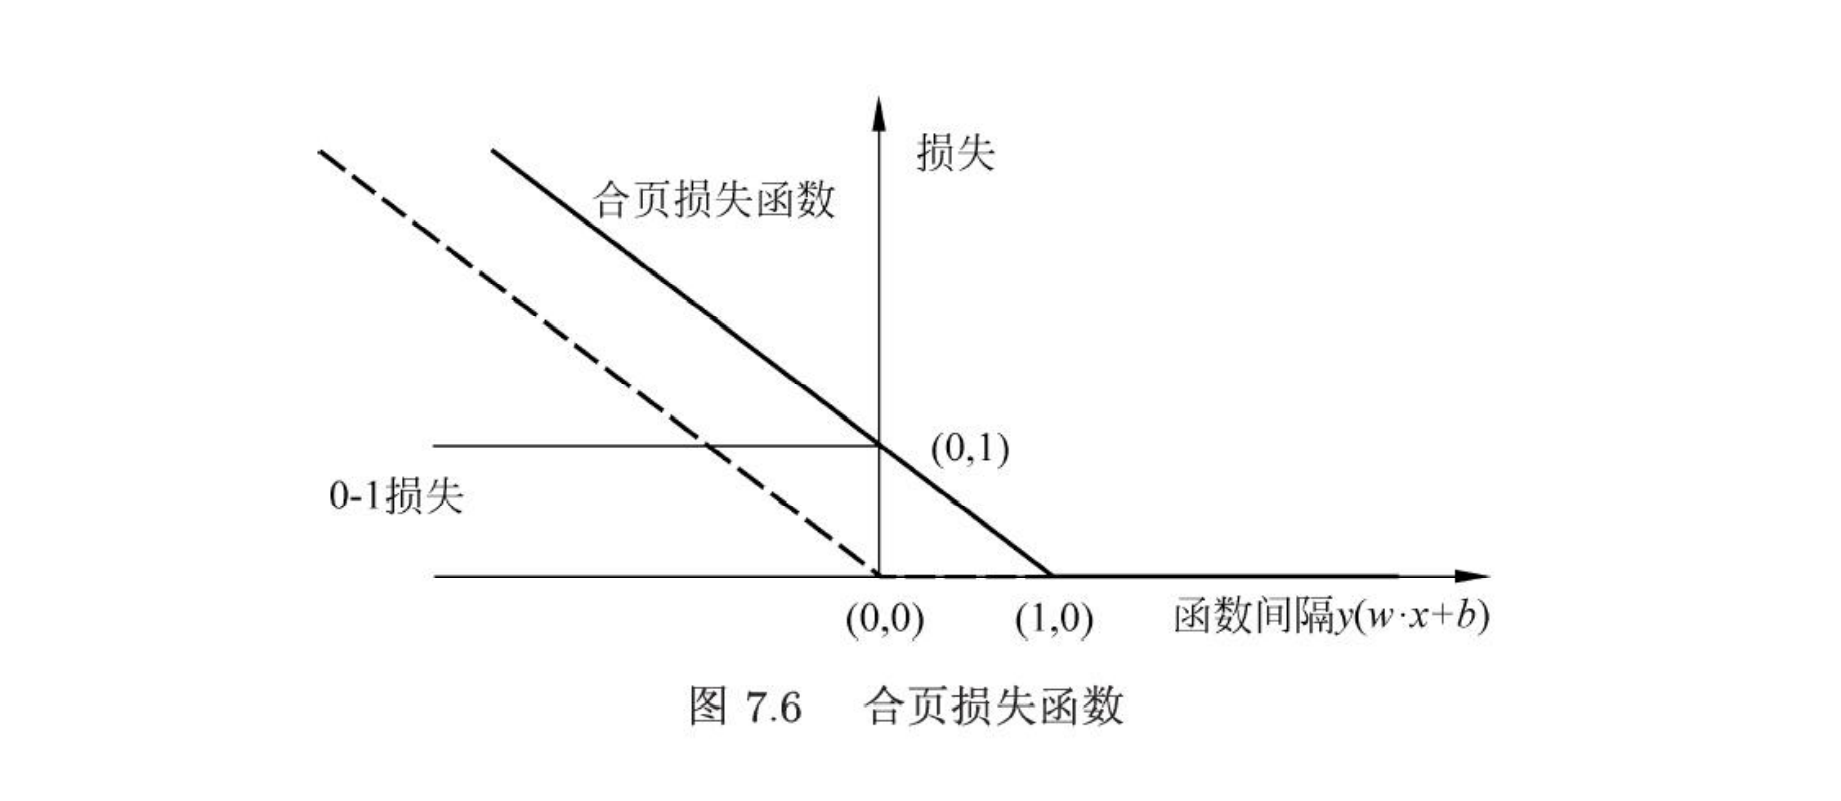 损失
合页损失函数
(0,1)
0-1损失
(0,0)
(1,0)
函数间隔y(w·x+b)
图 7.6 合页损失函数